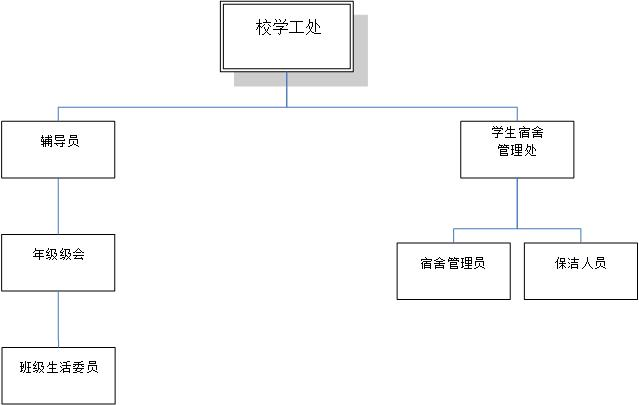 校学工处
辅导员
学生宿舍
管理处
年级级会
宿舍管理员
保洁人员
班级生活委员